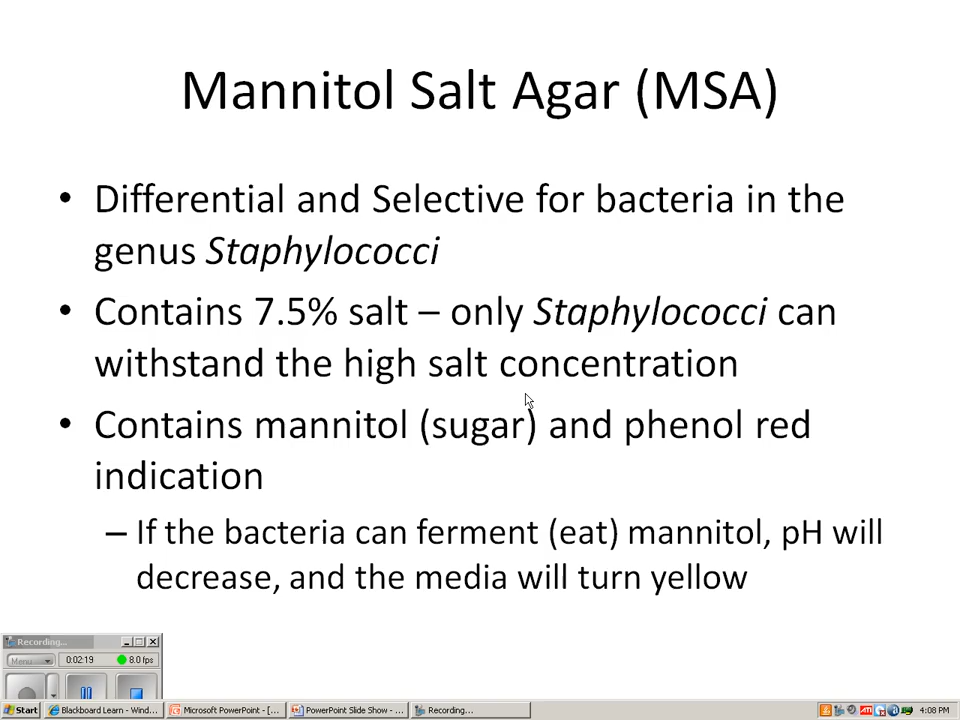 Mannitol Salt Agar (MSA)
• Differential and Selective for bacteria in the
genus Staphylococci
• Contains 7.5% salt – only Staphylococci can
withstand the high salt concentration
• Contains mannitol (sugar) and phenol red
indication
– If the bacteria can ferment (eat) mannitol, pH will
decrease, and the media will turn yellow
Recording...
Menu 0:02:19 8.0 fps
Start Blackboard Learn - Wind... Microsoft PowerPoint - [... PowerPoint Slide Show - ... Recording... 4:08 PM